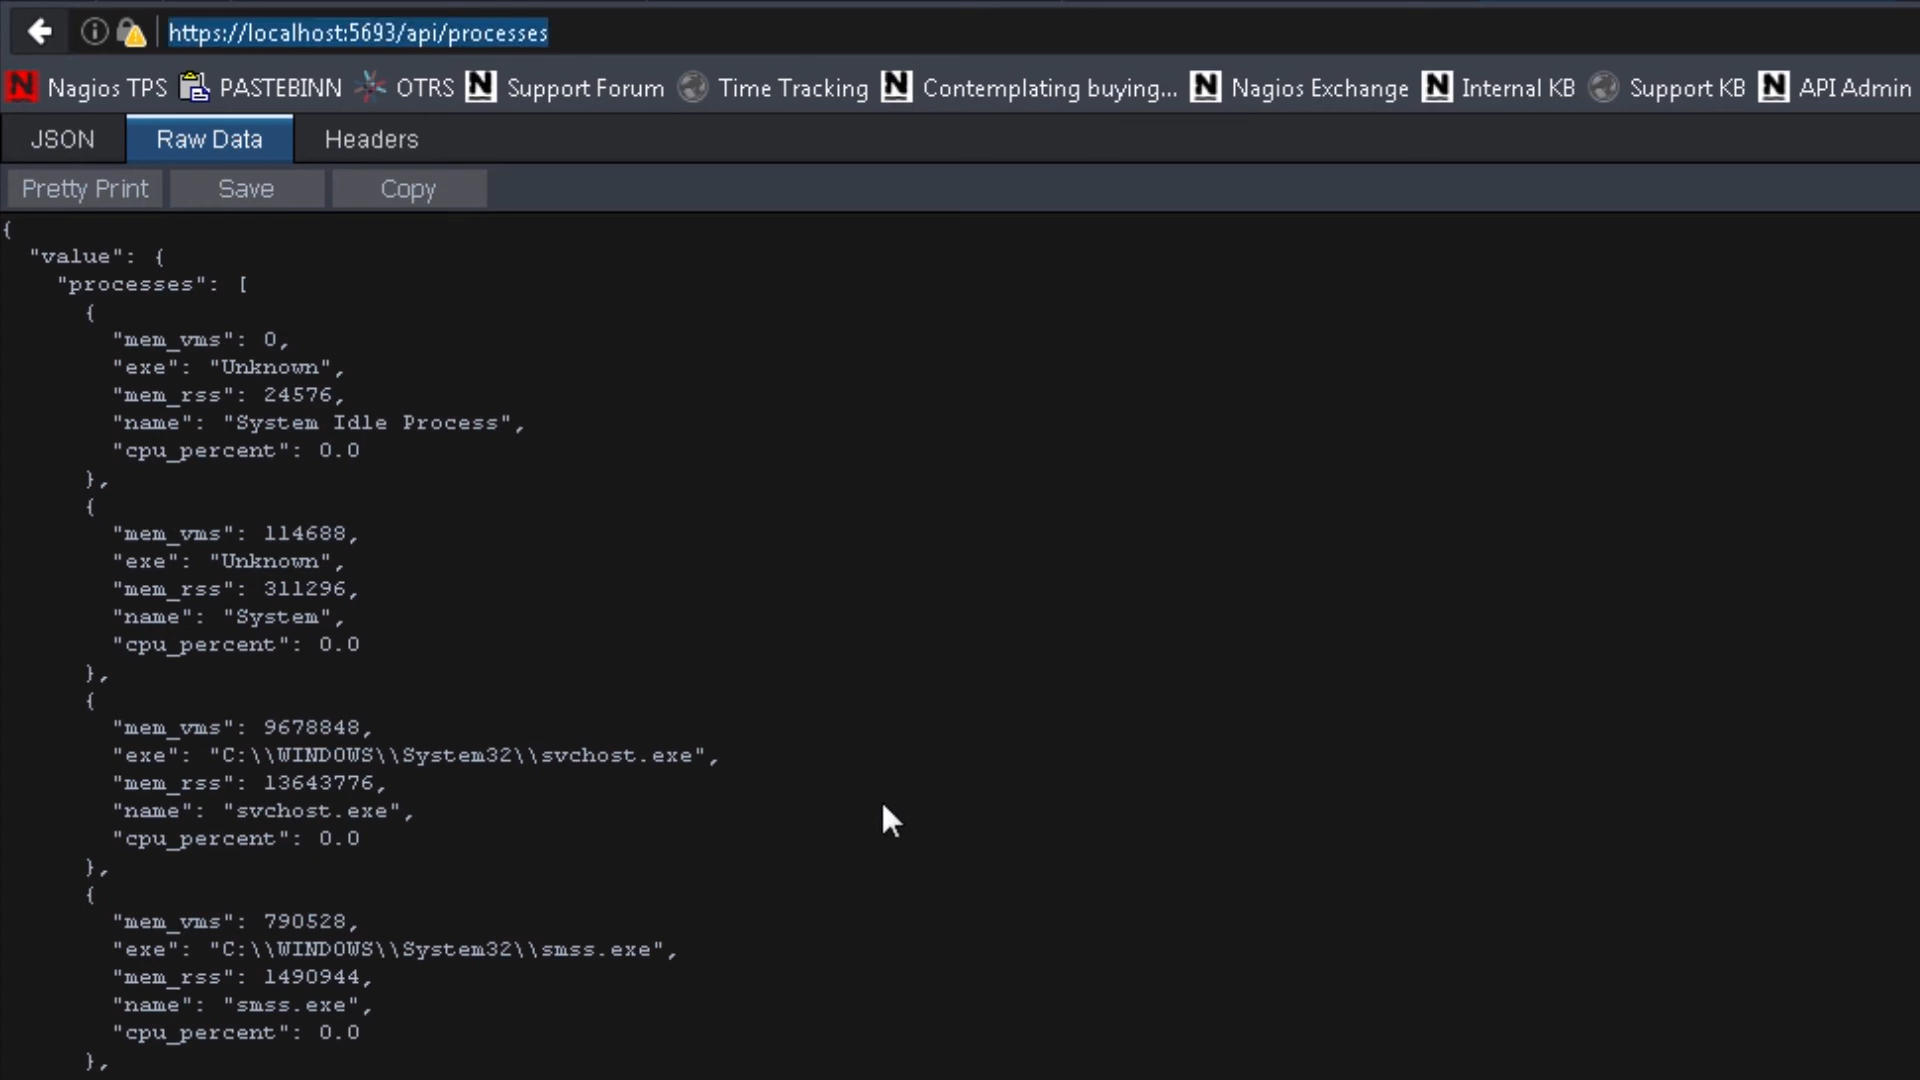 https://localhost:5693/api/processes
Nagios TPS PASTEBINN OTRS Support Forum Time Tracking Contemplating buying... Nagios Exchange Internal KB Support KB API Admin
JSON Raw Data Headers
Pretty Print Save Copy
{
"value": {
"processes": [
{
"mem_vms": 0,
"exe": "Unknown",
"mem_rss": 24576,
"name": "System Idle Process",
"cpu_percent": 0.0
},
{
"mem_vms": 114688,
"exe": "Unknown",
"mem_rss": 311296,
"name": "System",
"cpu_percent": 0.0
},
{
"mem_vms": 9678848,
"exe": "C:\\WINDOWS\\System32\\svchost.exe",
"mem_rss": 13643776,
"name": "svchost.exe",
"cpu_percent": 0.0
},
{
"mem_vms": 790528,
"exe": "C:\\WINDOWS\\System32\\smss.exe",
"mem_rss": 1490944,
"name": "smss.exe",
"cpu_percent": 0.0
},